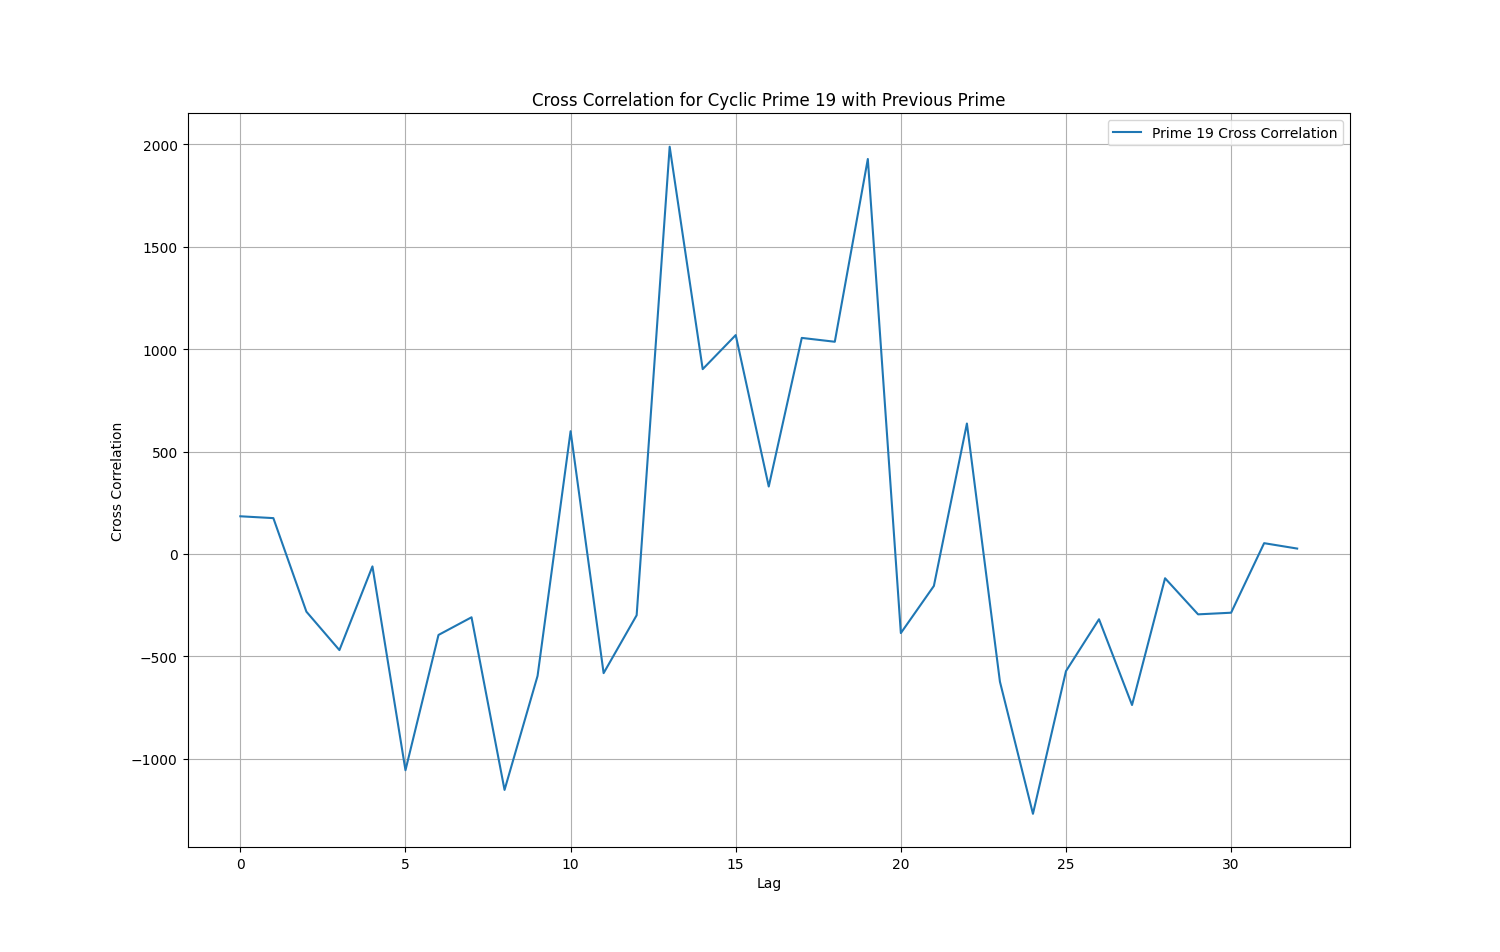 Cross Correlation for Cyclic Prime 19 with Previous Prime
Prime 19 Cross Correlation
2000
1500
1000
500
0
−500
−1000
Cross Correlation
0 5 10 15 20 25 30
Lag